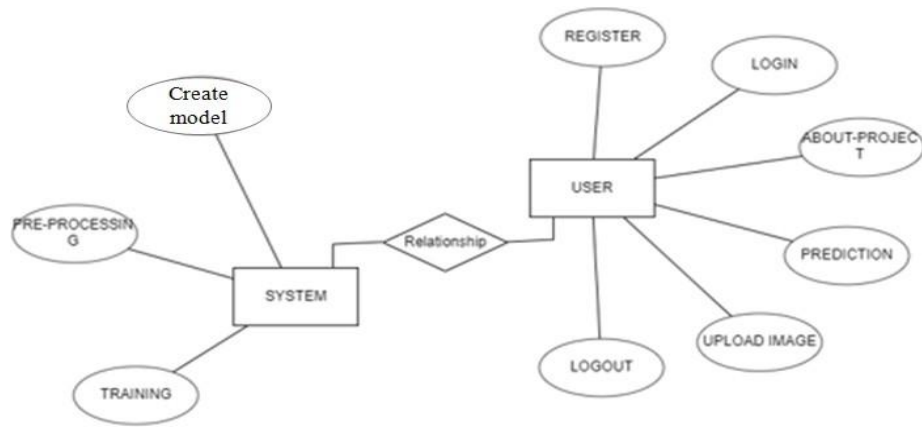 REGISTER
LOGIN
Create
model
ABOUT-PROJEC
T
USER
PRE-PROCESSIN
G
Relationship
PREDICTION
SYSTEM
UPLOAD IMAGE
LOGOUT
TRAINING